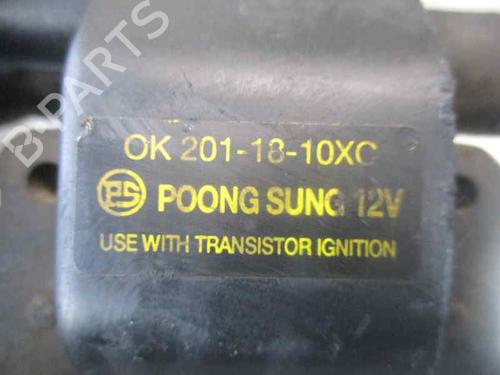 B-PARTS
OK 201-18-10XC
PS POONG SUNG 12V
USE WITH TRANSISTOR IGNITION